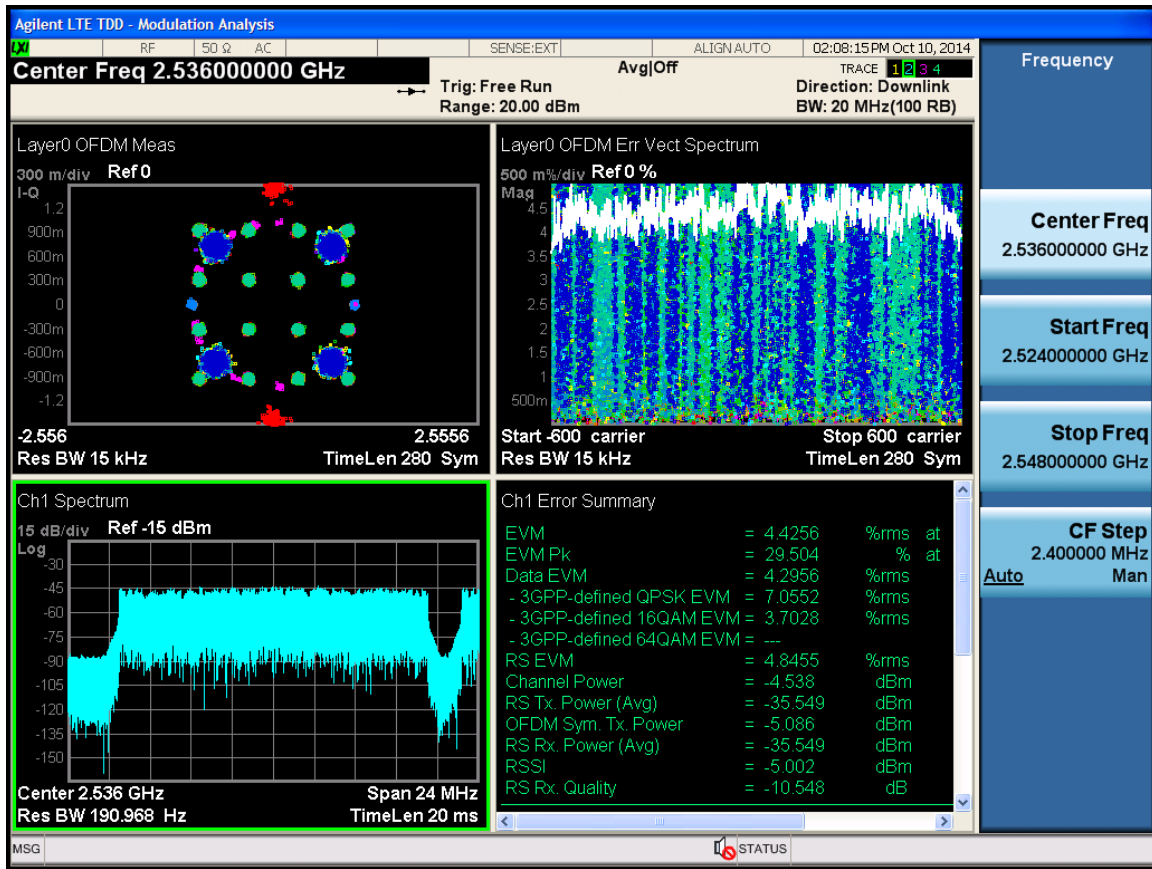 Agilent LTE TDD - Modulation Analysis
LXI RF 50 Ω AC SENSE:EXT ALIGN AUTO 02:08:15 PM Oct 10, 2014
Center Freq 2.536000000 GHz Avg|Off TRACE 1 2 3 4
Trig: Free Run Direction: Downlink
Range: 20.00 dBm BW: 20 MHz(100 RB)
Layer0 OFDM Meas
300 m/div Ref 0
I-Q
1.2
900m
600m
300m
0
-300m
-600m
-900m
-1.2
-2.556 2.5556
Res BW 15 kHz TimeLen 280 Sym
Layer0 OFDM Err Vect Spectrum
500 m%/div Ref 0 %
Mag
4.5
4
3.5
3
2.5
2
1.5
1
500m
Start -600 carrier Stop 600 carrier
Res BW 15 kHz TimeLen 280 Sym
Ch1 Spectrum
15 dB/div Ref -15 dBm
Log
-30
-45
-60
-75
-90
-105
-120
-135
-150
Center 2.536 GHz Span 24 MHz
Res BW 190.968 Hz TimeLen 20 ms
Ch1 Error Summary
EVM = 4.4256 %rms at
EVM Pk = 29.504 % at
Data EVM = 4.2956 %rms
- 3GPP-defined QPSK EVM = 7.0552 %rms
- 3GPP-defined 16QAM EVM = 3.7028 %rms
- 3GPP-defined 64QAM EVM = ---
RS EVM = 4.8455 %rms
Channel Power = -4.538 dBm
RS Tx. Power (Avg) = -35.549 dBm
OFDM Sym. Tx. Power = -5.086 dBm
RS Rx. Power (Avg) = -35.549 dBm
RSSI = -5.002 dBm
RS Rx. Quality = -10.548 dB
Frequency
Center Freq
2.536000000 GHz
Start Freq
2.524000000 GHz
Stop Freq
2.548000000 GHz
CF Step
2.400000 MHz
Auto Man
MSG STATUS